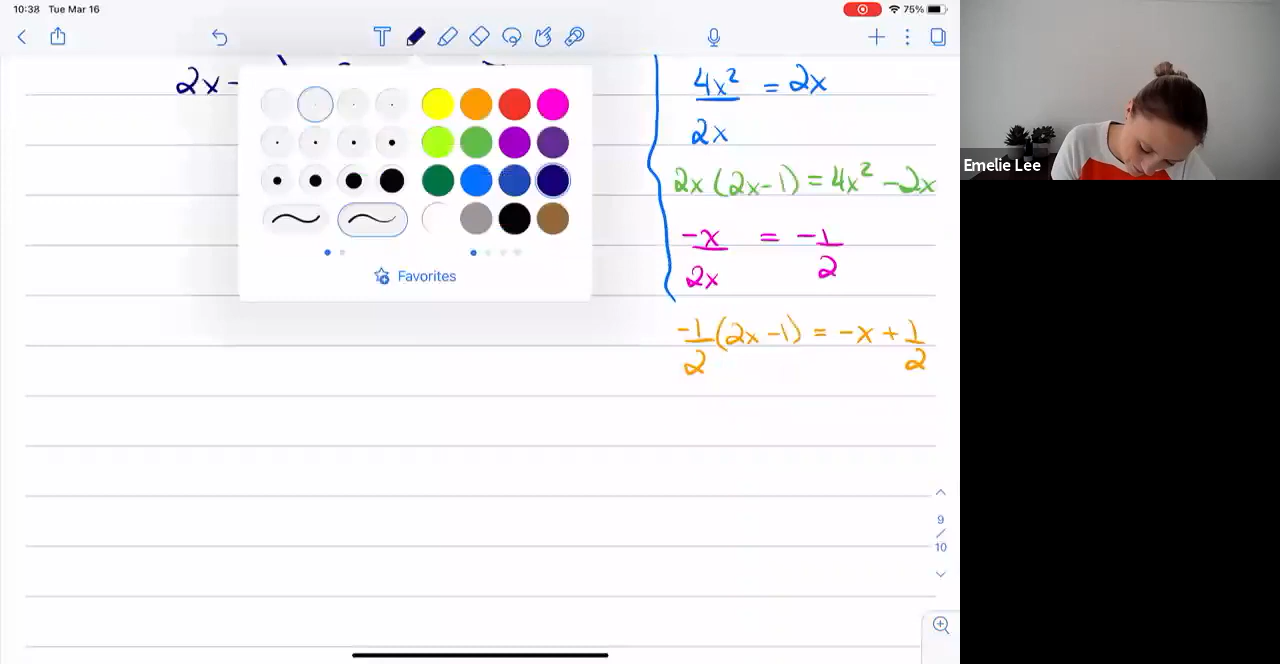 10:38 Tue Mar 16
75%
T
2x -
4x² = 2x
2x
2x (2x-1) = 4x² - 2x
-x = -1
2x 2
-1 (2x -1) = -x + 1
2 2
Favorites
Emelie Lee
9
/
10